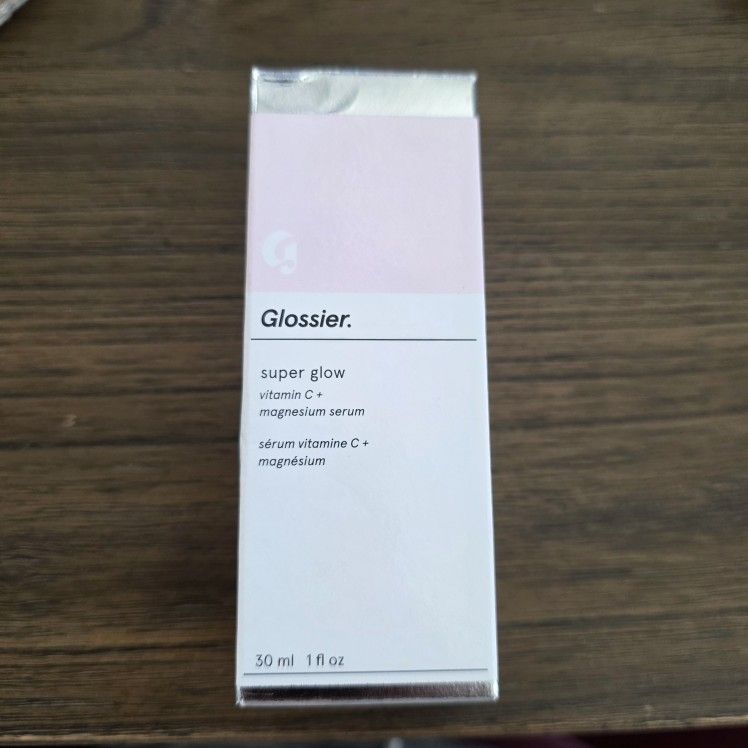 Glossier.
super glow
vitamin C +
magnesium serum
sérum vitamine C +
magnésium
30 ml 1 fl oz